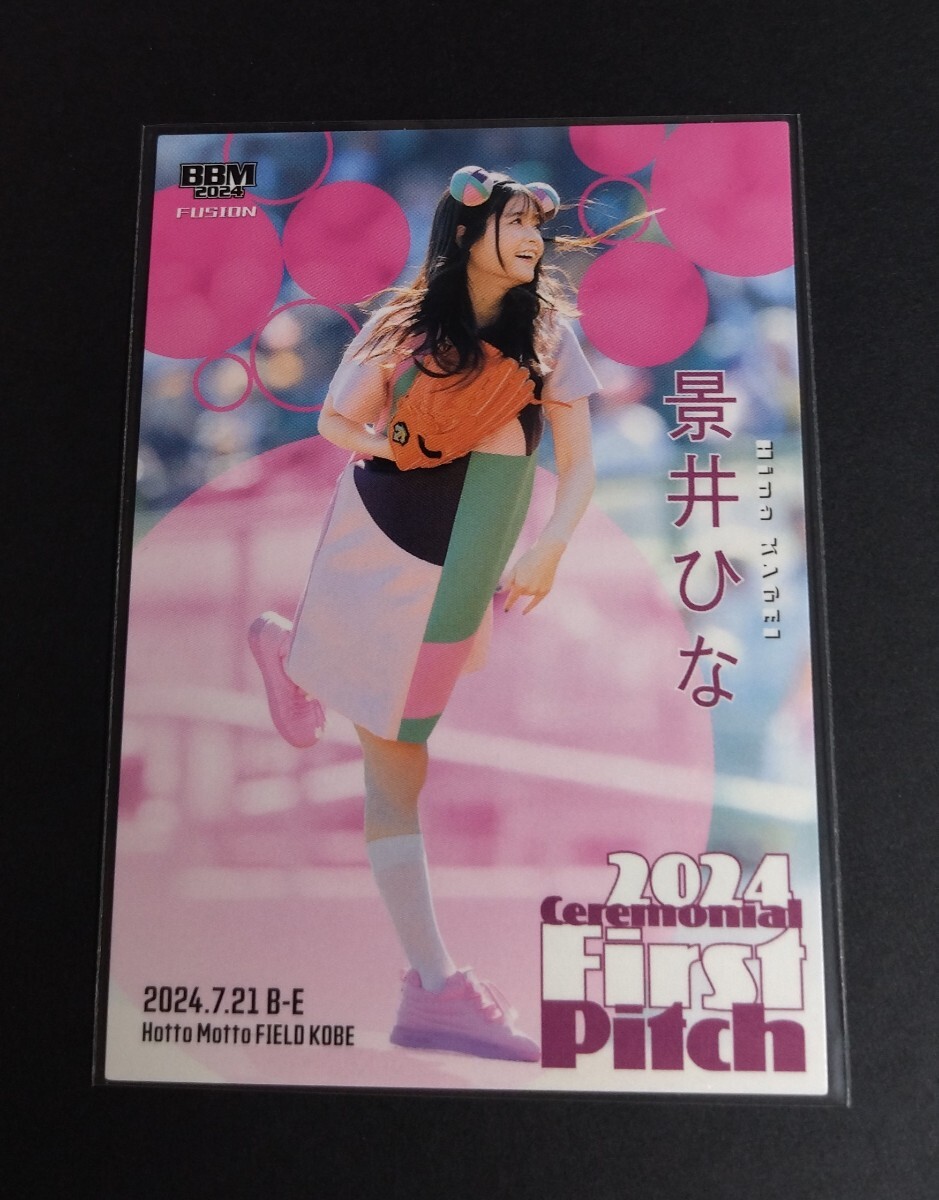 BBM
2024
FUSION
景井ひな
Hina KAGEI
2024
Ceremonial
First
Pitch
2024.7.21 B-E
Hotto Motto FIELD KOBE